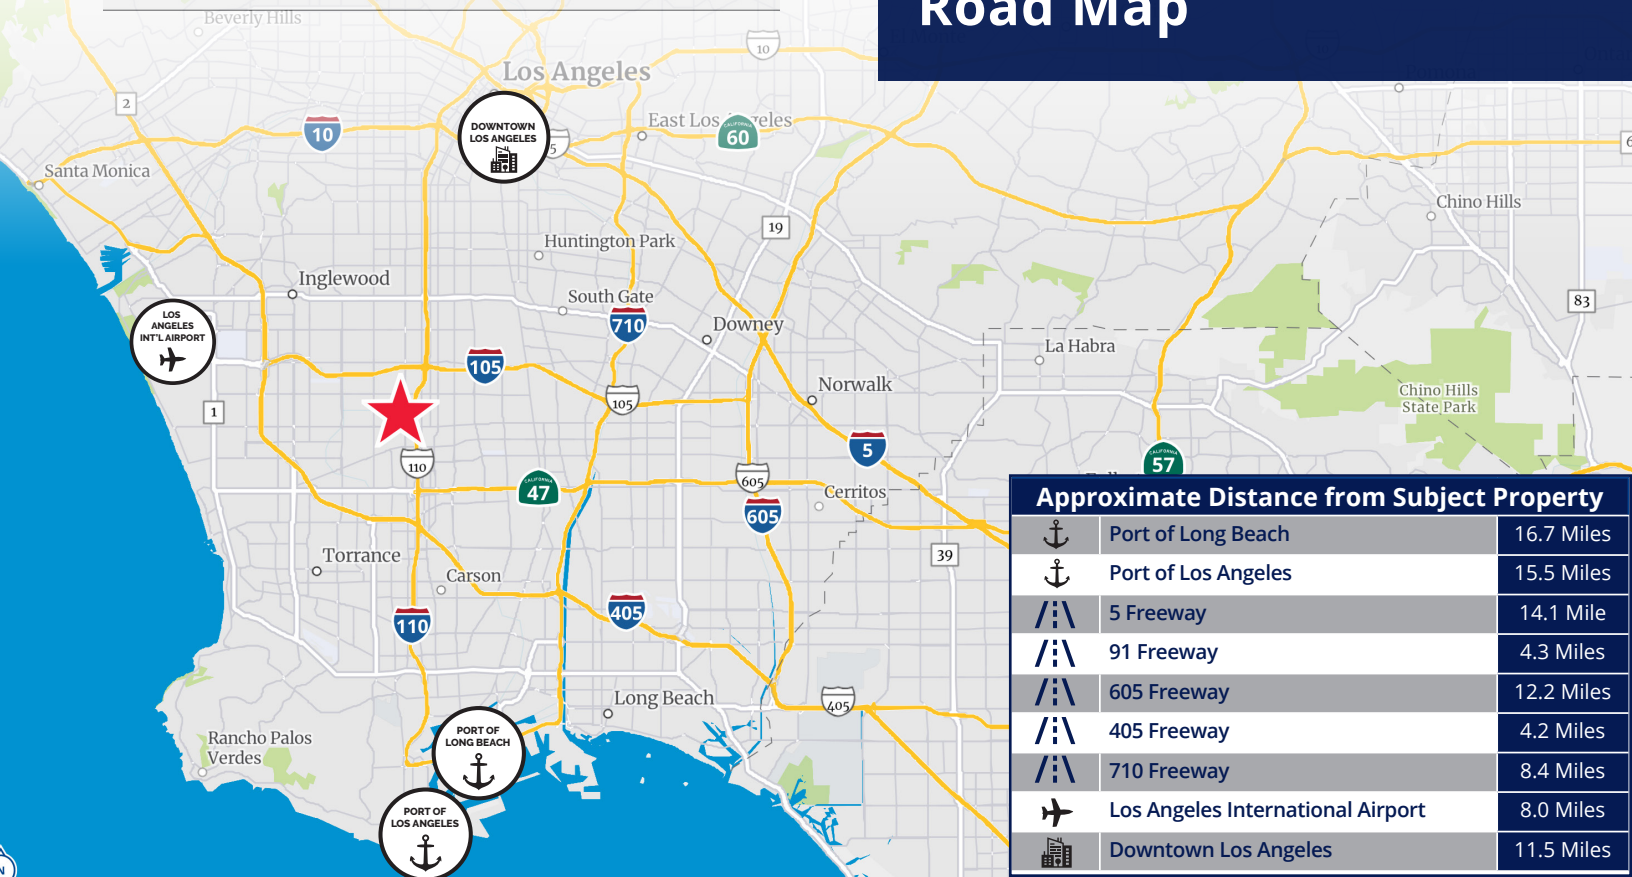 Road Map
Beverly Hills
10
Los Angeles
2
10
DOWNTOWN
LOS ANGELES
5
East Los Angeles
CALIFORNIA
60
Santa Monica
Chino Hills
19
Huntington Park
Inglewood
South Gate
83
LOS
ANGELES
INT'L AIRPORT
710
Downey
La Habra
105
Norwalk
Chino Hills
State Park
1
105
5
CALIFORNIA
57
110
605
CALIFORNIA
47
Cerritos
605
39
Torrance
Carson
405
110
Long Beach
405
Rancho Palos
Verdes
PORT OF
LONG BEACH
PORT OF
LOS ANGELES
N
Approximate Distance from Subject Property
Port of Long Beach 16.7 Miles
Port of Los Angeles 15.5 Miles
5 Freeway 14.1 Mile
91 Freeway 4.3 Miles
605 Freeway 12.2 Miles
405 Freeway 4.2 Miles
710 Freeway 8.4 Miles
Los Angeles International Airport 8.0 Miles
Downtown Los Angeles 11.5 Miles